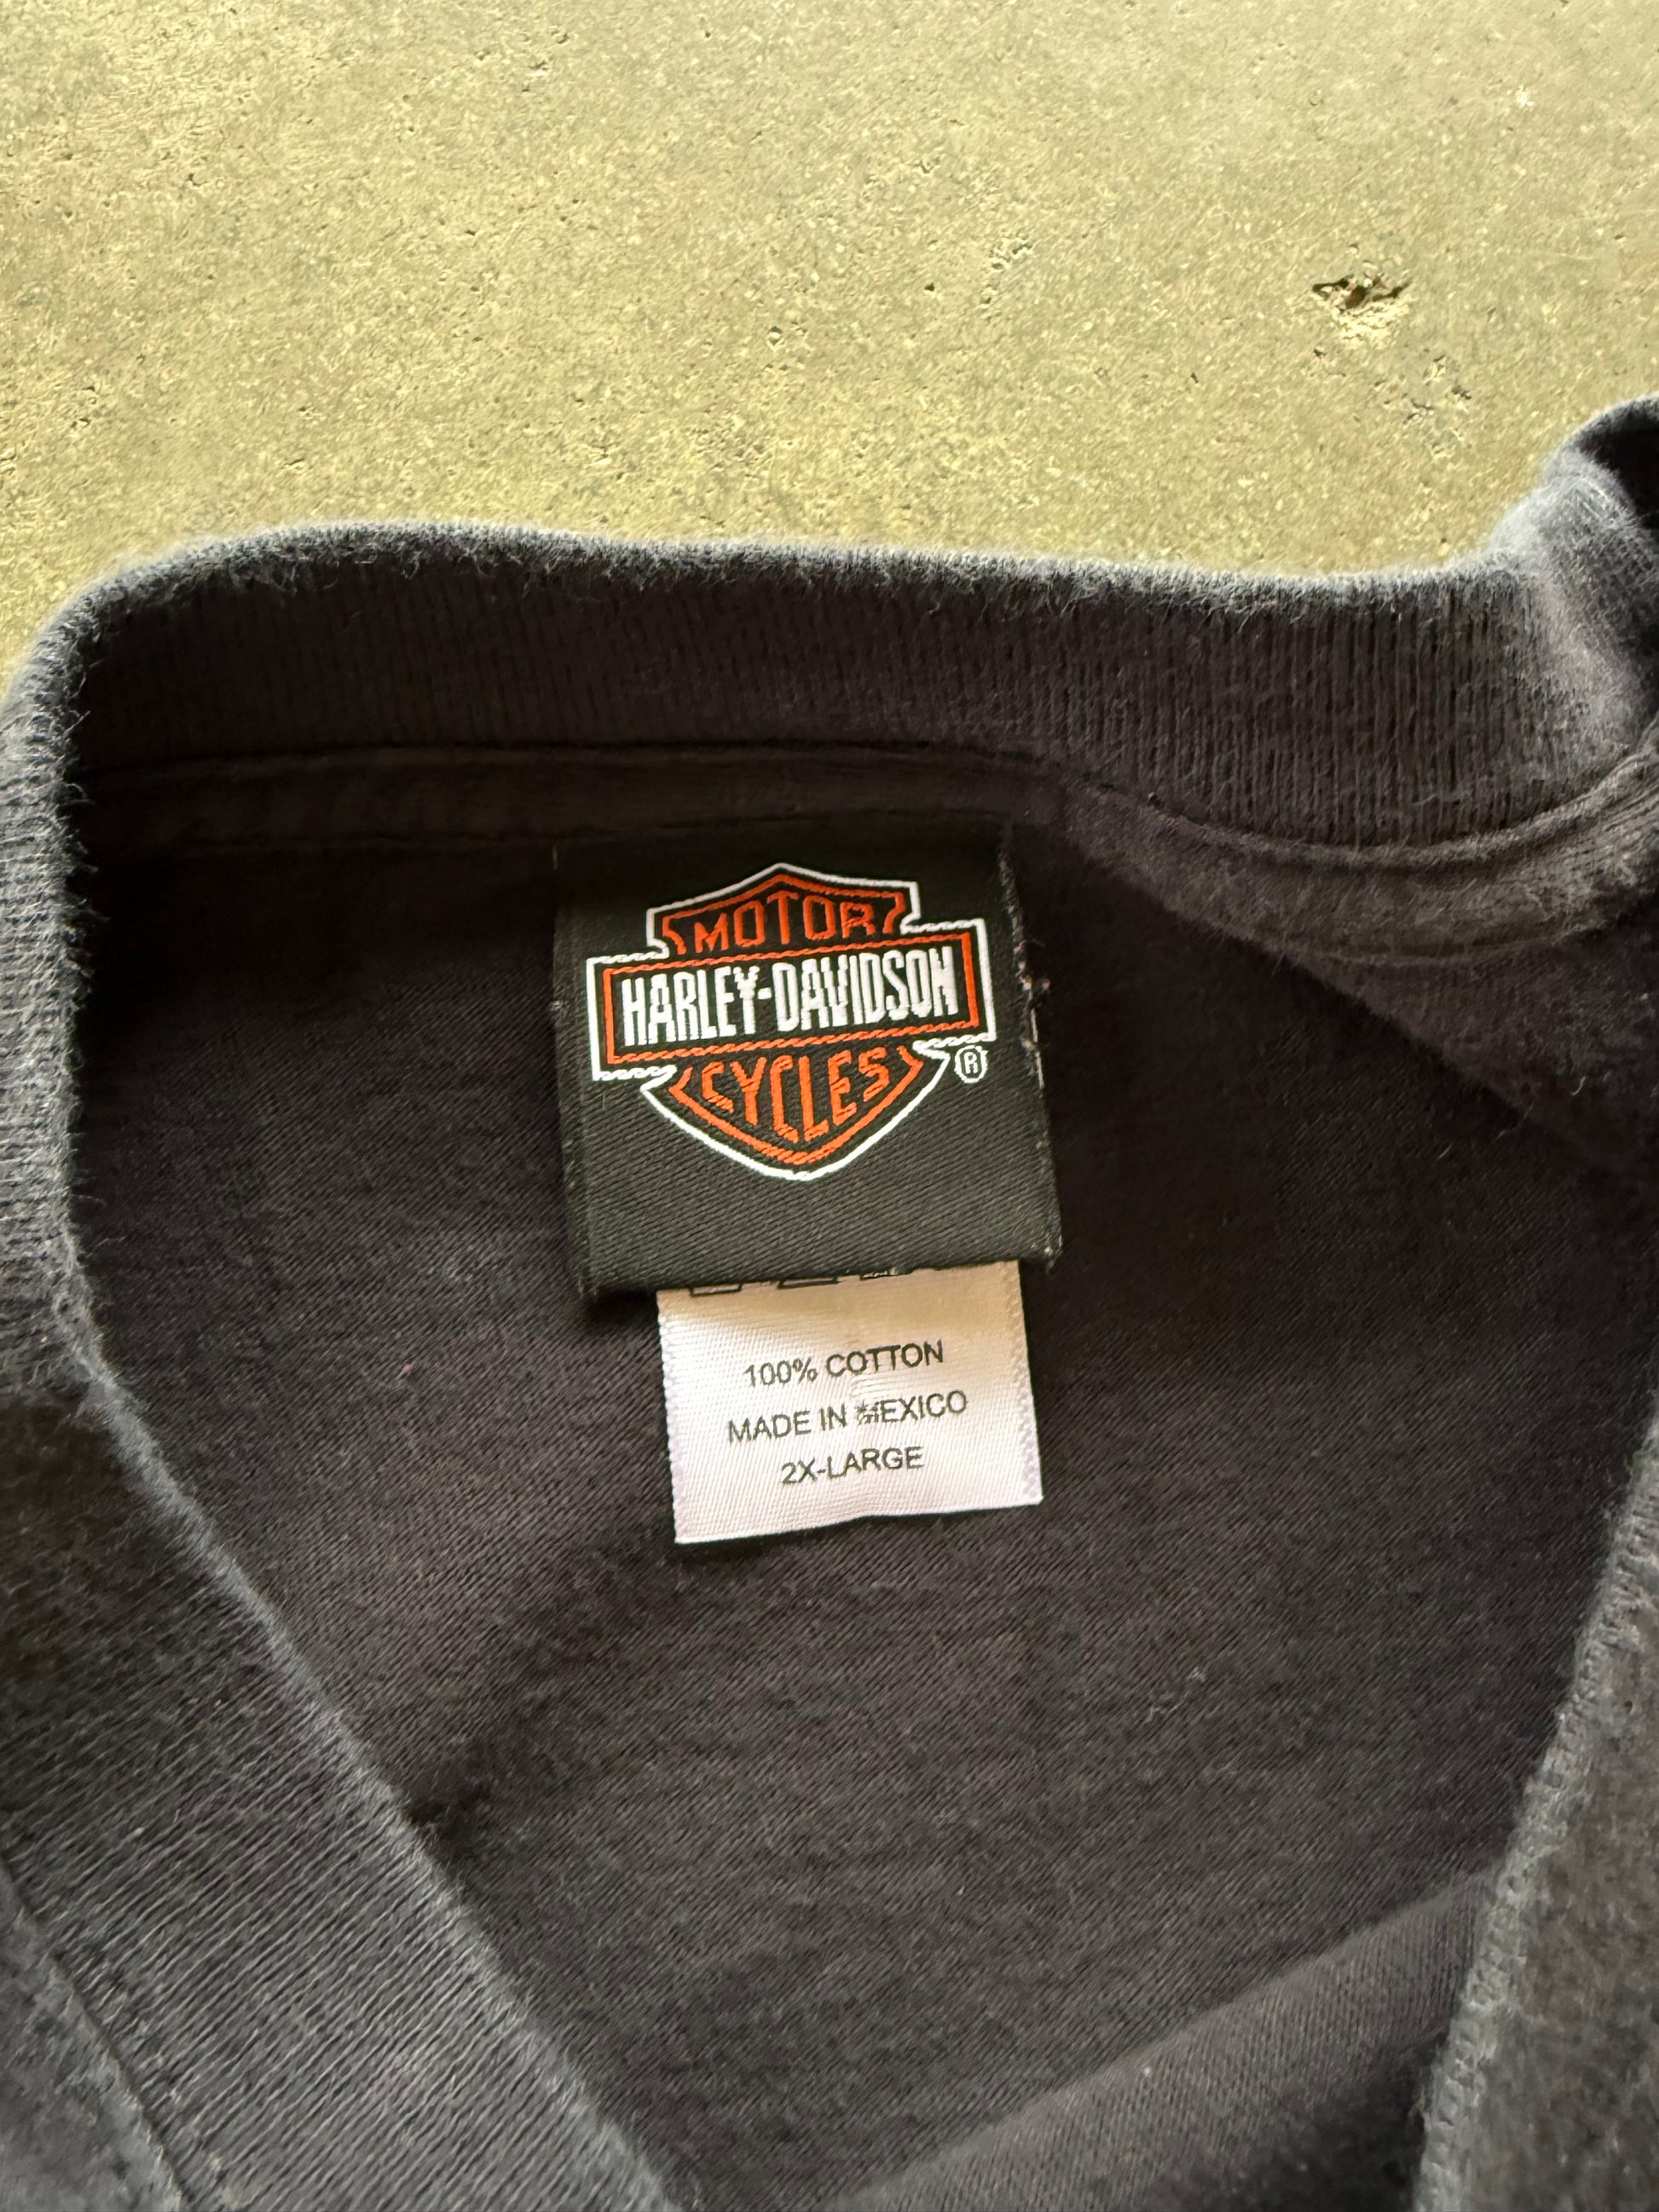 MOTOR
HARLEY-DAVIDSON
CYCLES
®
100% COTTON
MADE IN MEXICO
2X-LARGE